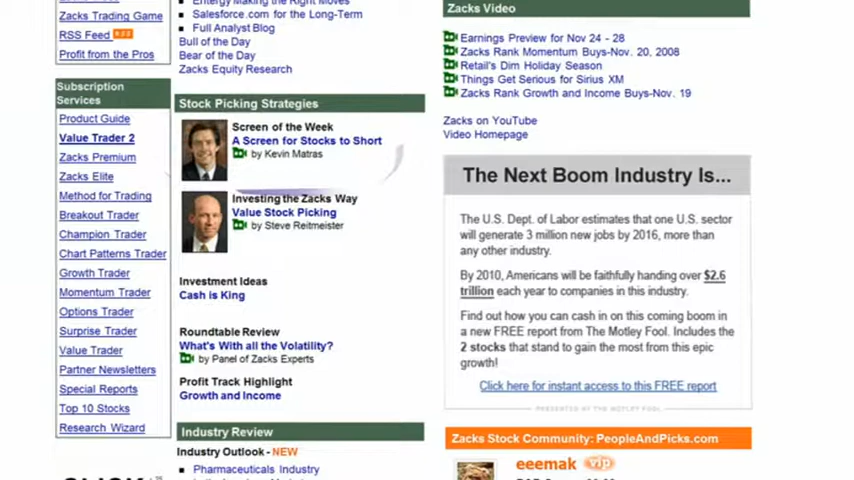 Zacks Trading Game
RSS Feed RSS
Profit from the Pros
Subscription
Services
Product Guide
Value Trader 2
Zacks Premium
Zacks Elite
Method for Trading
Breakout Trader
Champion Trader
Chart Patterns Trader
Growth Trader
Momentum Trader
Options Trader
Surprise Trader
Value Trader
Partner Newsletters
Special Reports
Top 10 Stocks
Research Wizard
Entergy Making the Right Moves
Salesforce.com for the Long-Term
Full Analyst Blog
Bull of the Day
Bear of the Day
Zacks Equity Research
Stock Picking Strategies
Screen of the Week
A Screen for Stocks to Short
by Kevin Matras
Investing the Zacks Way
Value Stock Picking
by Steve Reitmeister
Investment Ideas
Cash is King
Roundtable Review
What's With all the Volatility?
by Panel of Zacks Experts
Profit Track Highlight
Growth and Income
Industry Review
Industry Outlook - NEW
Pharmaceuticals Industry
Zacks Video
Earnings Preview for Nov 24 - 28
Zacks Rank Momentum Buys-Nov. 20, 2008
Retail's Dim Holiday Season
Things Get Serious for Sirius XM
Zacks Rank Growth and Income Buys-Nov. 19
Zacks on YouTube
Video Homepage
The Next Boom Industry Is...
The U.S. Dept. of Labor estimates that one U.S. sector
will generate 3 million new jobs by 2016, more than
any other industry.
By 2010, Americans will be faithfully handing over $2.6
trillion each year to companies in this industry.
Find out how you can cash in on this coming boom in
a new FREE report from The Motley Fool. Includes the
2 stocks that stand to gain the most from this epic
growth!
Click here for instant access to this FREE report
PRESENTED BY THE MOTLEY FOOL
Zacks Stock Community: PeopleAndPicks.com
eeemak vip